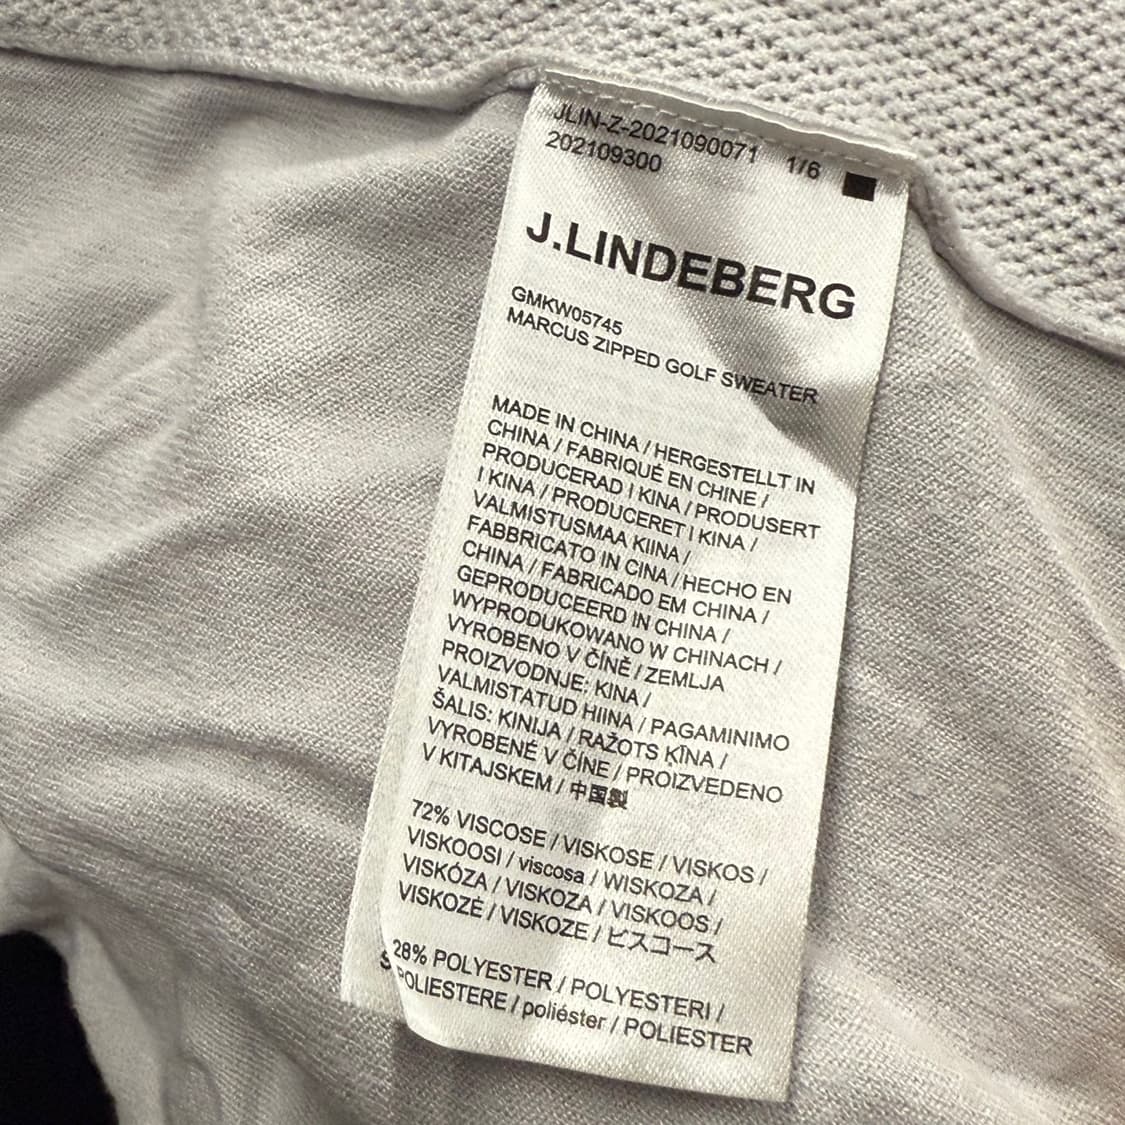 JLIN-Z-2021090071 1/6
202109300
J.LINDEBERG
GMKW05745
MARCUS ZIPPED GOLF SWEATER
MADE IN CHINA / HERGESTELLT IN
CHINA / FABRIQUÉ EN CHINE /
PRODUCERAD I KINA / PRODUSERT
I KINA / PRODUCERET I KINA /
VALMISTUSMAA KIINA /
FABBRICATO IN CINA / HECHO EN
CHINA / FABRICADO EM CHINA /
GEPRODUCEERD IN CHINA /
WYPRODUKOWANO W CHINACH /
VYROBENO V ČÍNĚ / ZEMLJA
PROIZVODNJE: KINA /
VALMISTATUD HIINA / PAGAMINIMO
ŠALIS: KINIJA / RAŽOTS ĶĪNA /
VYROBENÉ V ČÍNE / PROIZVEDENO
V KITAJSKEM / 中国製
72% VISCOSE / VISKOSE / VISKOS /
VISKOOSI / viscosa / WISKOZA /
VISKÓZA / VISKOZA / VISKOOS /
VISKOZĖ / VISKOZE / ビスコース
28% POLYESTER / POLYESTERI /
POLIESTERE / poliéster / POLIESTER